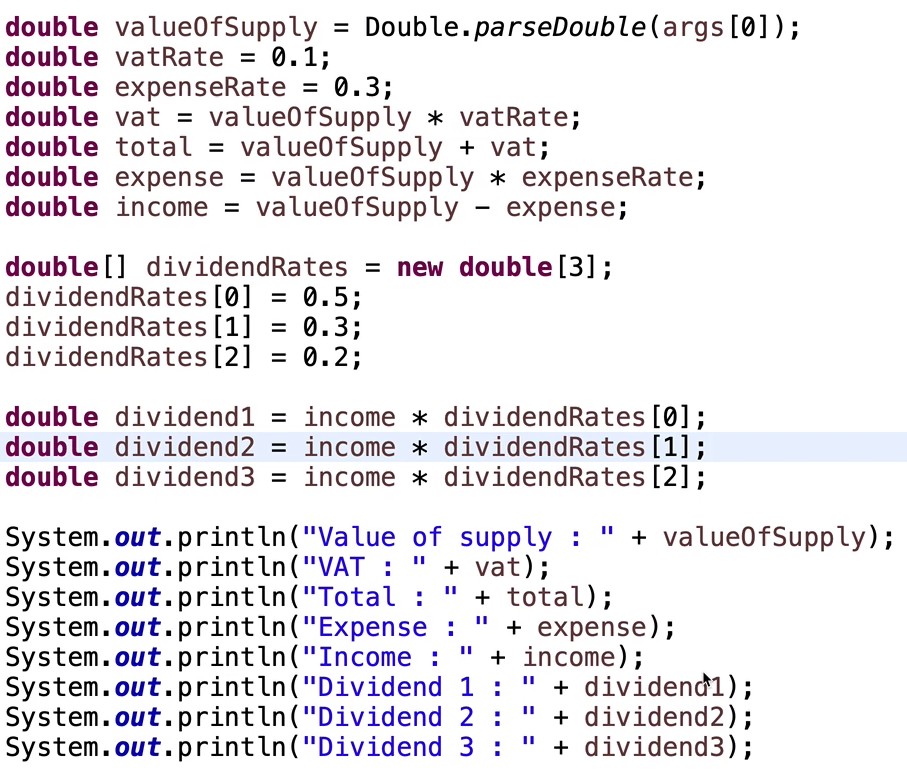 double valueOfSupply = Double.parseDouble(args[0]);
double vatRate = 0.1;
double expenseRate = 0.3;
double vat = valueOfSupply * vatRate;
double total = valueOfSupply + vat;
double expense = valueOfSupply * expenseRate;
double income = valueOfSupply - expense;
double[] dividendRates = new double[3];
dividendRates[0] = 0.5;
dividendRates[1] = 0.3;
dividendRates[2] = 0.2;
double dividend1 = income * dividendRates[0];
double dividend2 = income * dividendRates[1];
double dividend3 = income * dividendRates[2];
System.out.println("Value of supply : " + valueOfSupply);
System.out.println("VAT : " + vat);
System.out.println("Total : " + total);
System.out.println("Expense : " + expense);
System.out.println("Income : " + income);
System.out.println("Dividend 1 : " + dividend1);
System.out.println("Dividend 2 : " + dividend2);
System.out.println("Dividend 3 : " + dividend3);